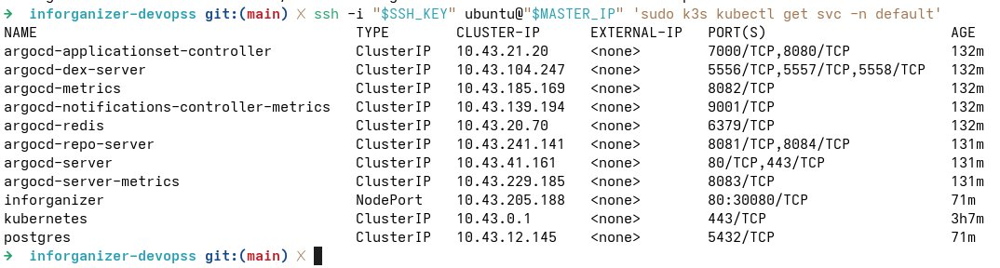 → inforganizer-devopss git:(main) ✗ ssh -i "$SSH_KEY" ubuntu@"$MASTER_IP" 'sudo k3s kubectl get svc -n default'
NAME TYPE CLUSTER-IP EXTERNAL-IP PORT(S) AGE
argocd-applicationset-controller ClusterIP 10.43.21.20 <none> 7000/TCP,8080/TCP 132m
argocd-dex-server ClusterIP 10.43.104.247 <none> 5556/TCP,5557/TCP,5558/TCP 132m
argocd-metrics ClusterIP 10.43.185.169 <none> 8082/TCP 132m
argocd-notifications-controller-metrics ClusterIP 10.43.139.194 <none> 9001/TCP 132m
argocd-redis ClusterIP 10.43.20.70 <none> 6379/TCP 132m
argocd-repo-server ClusterIP 10.43.241.141 <none> 8081/TCP,8084/TCP 131m
argocd-server ClusterIP 10.43.41.161 <none> 80/TCP,443/TCP 131m
argocd-server-metrics ClusterIP 10.43.229.185 <none> 8083/TCP 131m
inforganizer NodePort 10.43.205.188 <none> 80:30080/TCP 71m
kubernetes ClusterIP 10.43.0.1 <none> 443/TCP 3h7m
postgres ClusterIP 10.43.12.145 <none> 5432/TCP 71m
→ inforganizer-devopss git:(main) ✗